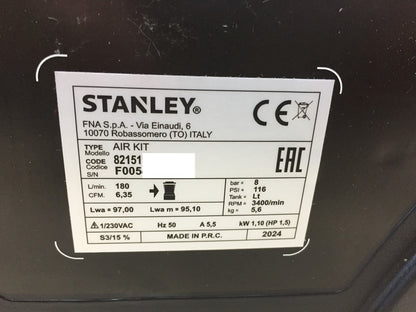 STANLEY®
FNA S.p.A. - Via Einaudi, 6
10070 Robassomero (TO) ITALY
CE
TYPE AIR KIT
Modello
CODE 82151
Codice
S/N F005
EAC
L/min. 180
CFM. 6,35
bar = 8
PSI = 116
Tank = Lt
RPM = 3400/min
kg = 5,6
Lwa = 97,00 Lwa m = 95,10
1/230VAC Hz 50 A 5,5 kW 1,10 (HP 1,5)
S3/15 % MADE IN P.R.C. 2024